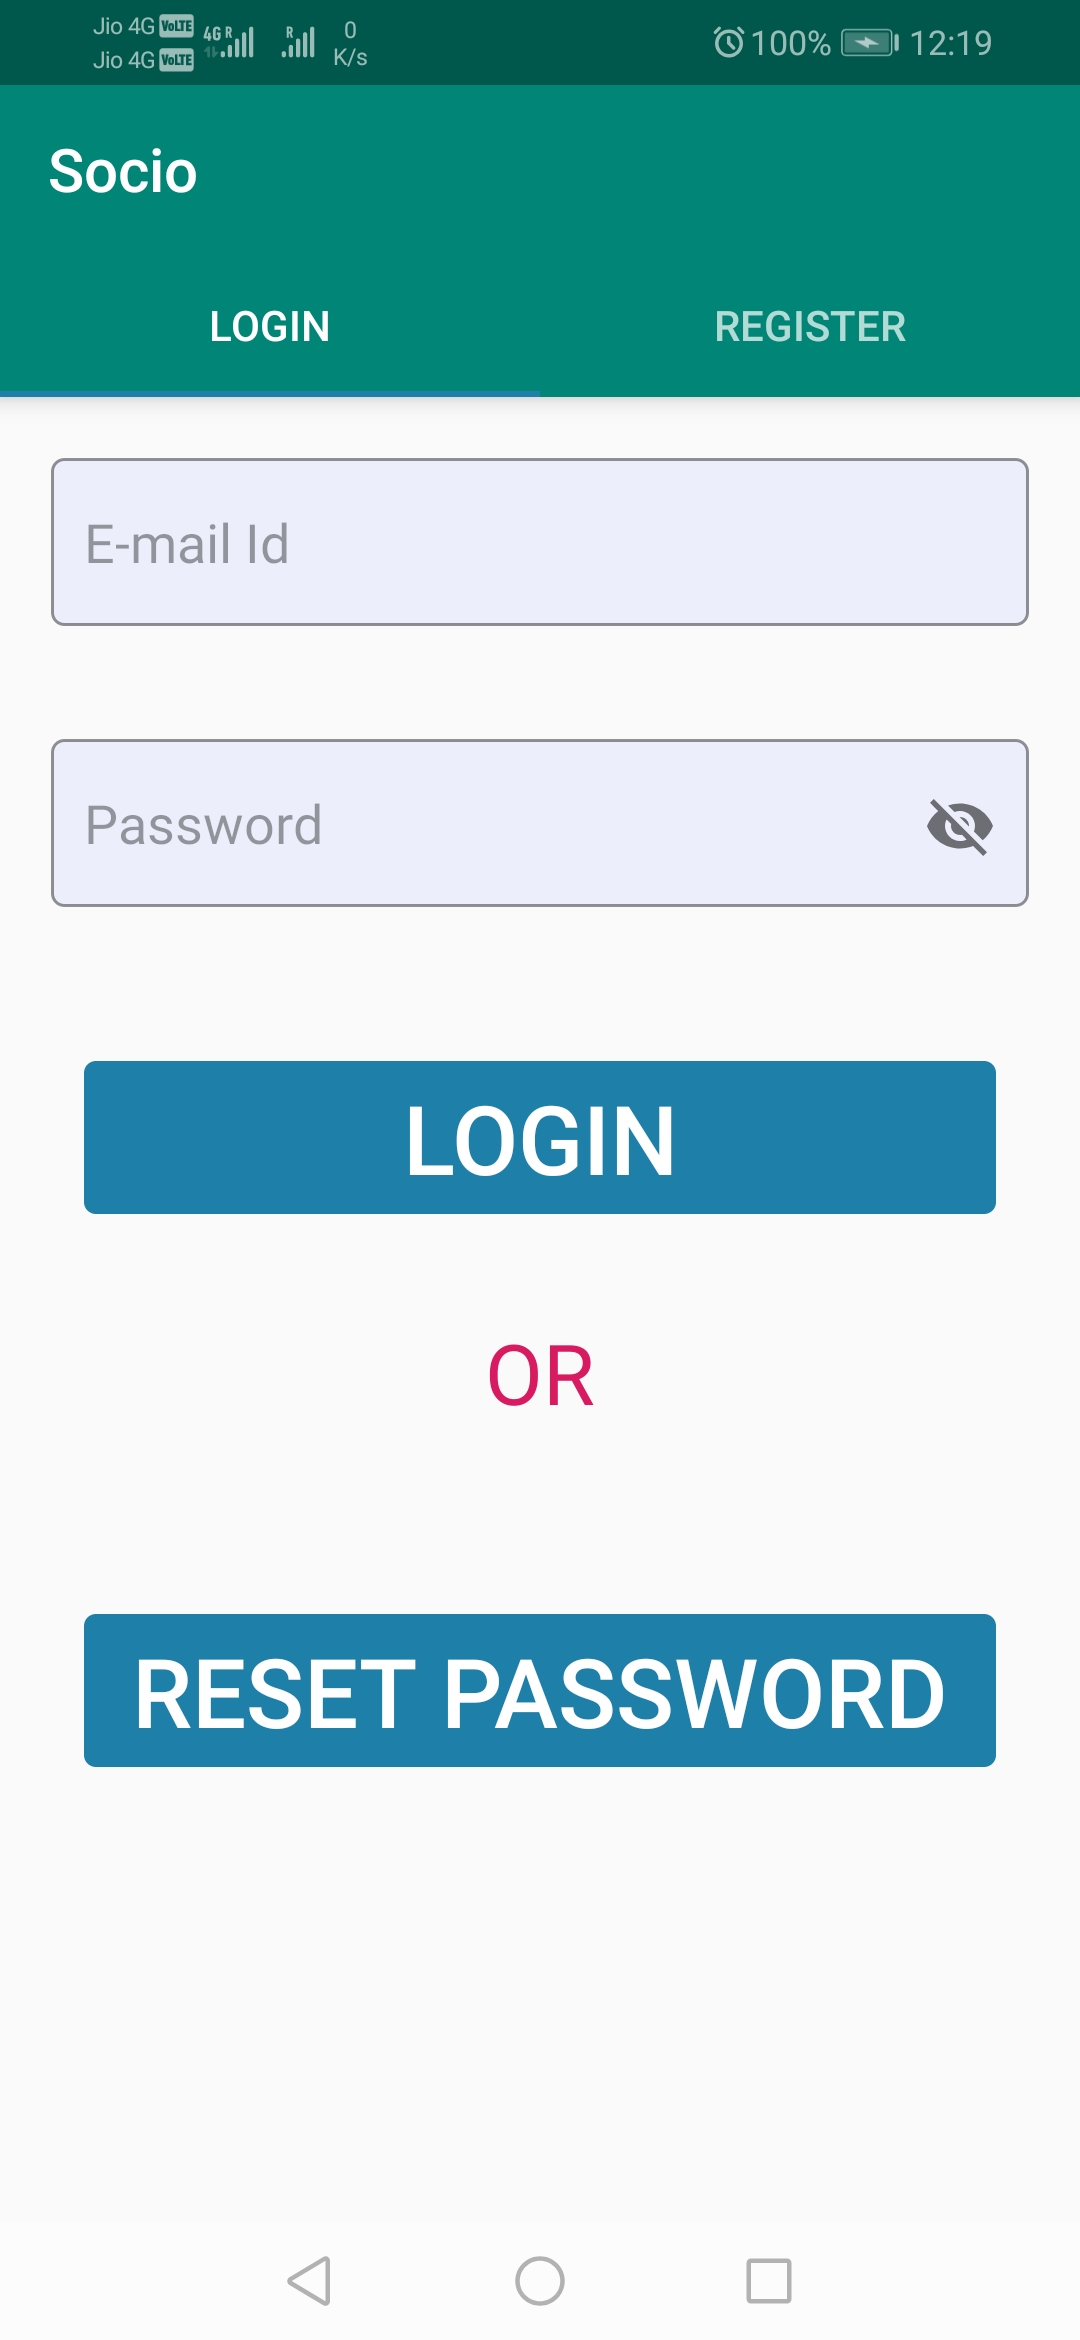 Jio 4G VoLTE 4G R R 0
Jio 4G VoLTE K/s
100% 12:19
Socio
LOGIN REGISTER
E-mail Id
Password
LOGIN
OR
RESET PASSWORD